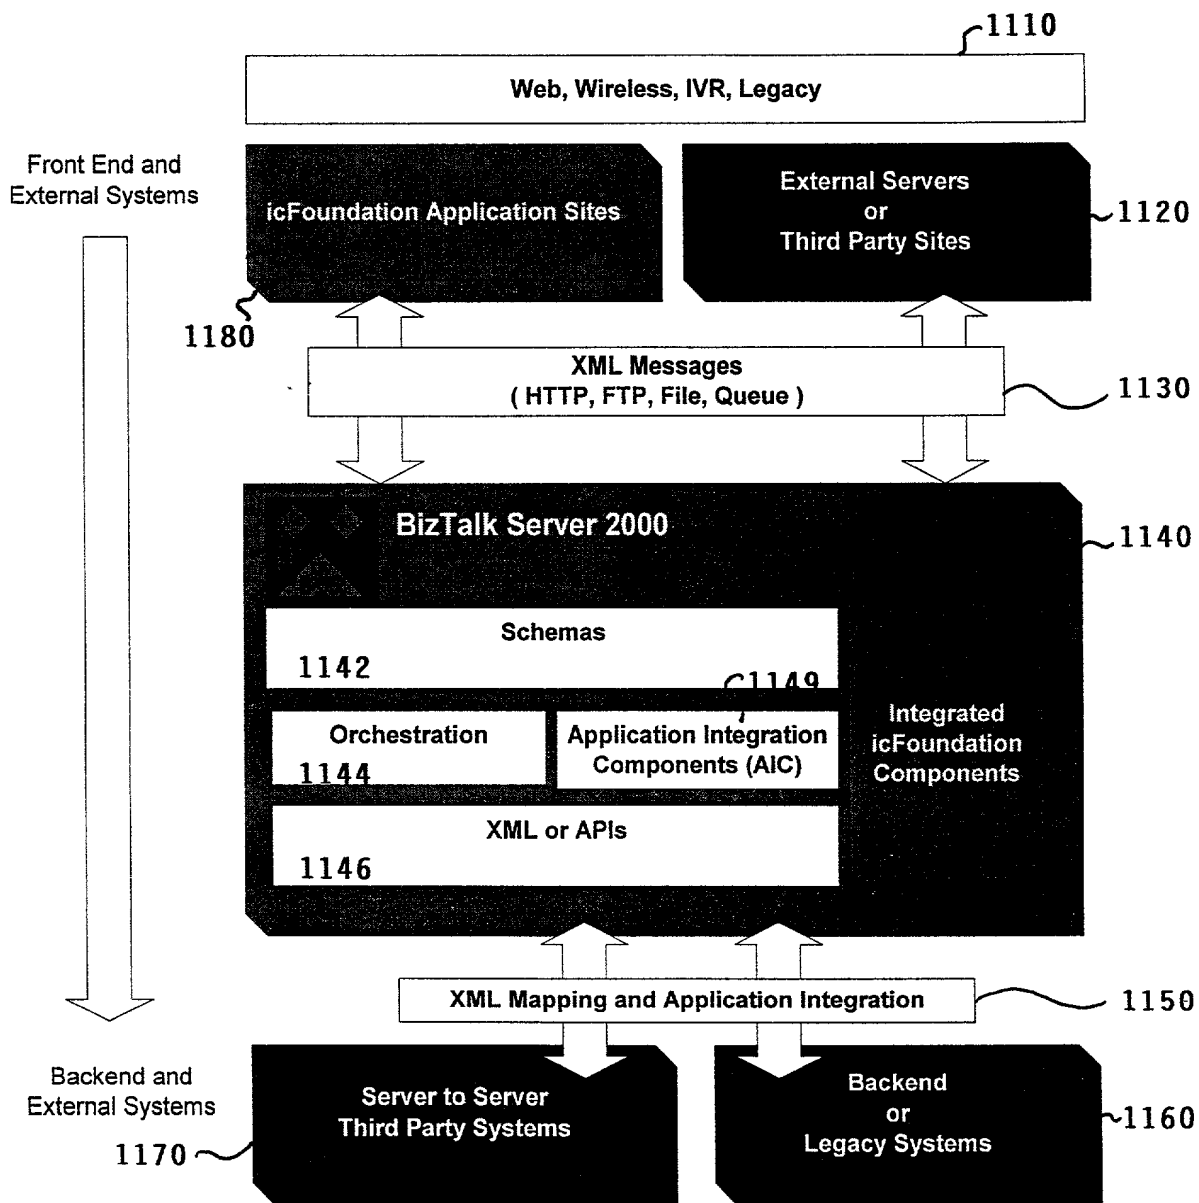 1110
Web, Wireless, IVR, Legacy
Front End and
External Systems
icFoundation Application Sites
External Servers
or
Third Party Sites
1120
1180
XML Messages
( HTTP, FTP, File, Queue )
1130
BizTalk Server 2000
1140
Schemas
1142
1149
Orchestration
1144
Application Integration
Components (AIC)
Integrated
icFoundation
Components
XML or APIs
1146
XML Mapping and Application Integration
1150
Backend and
External Systems
Server to Server
Third Party Systems
1170
Backend
or
Legacy Systems
1160